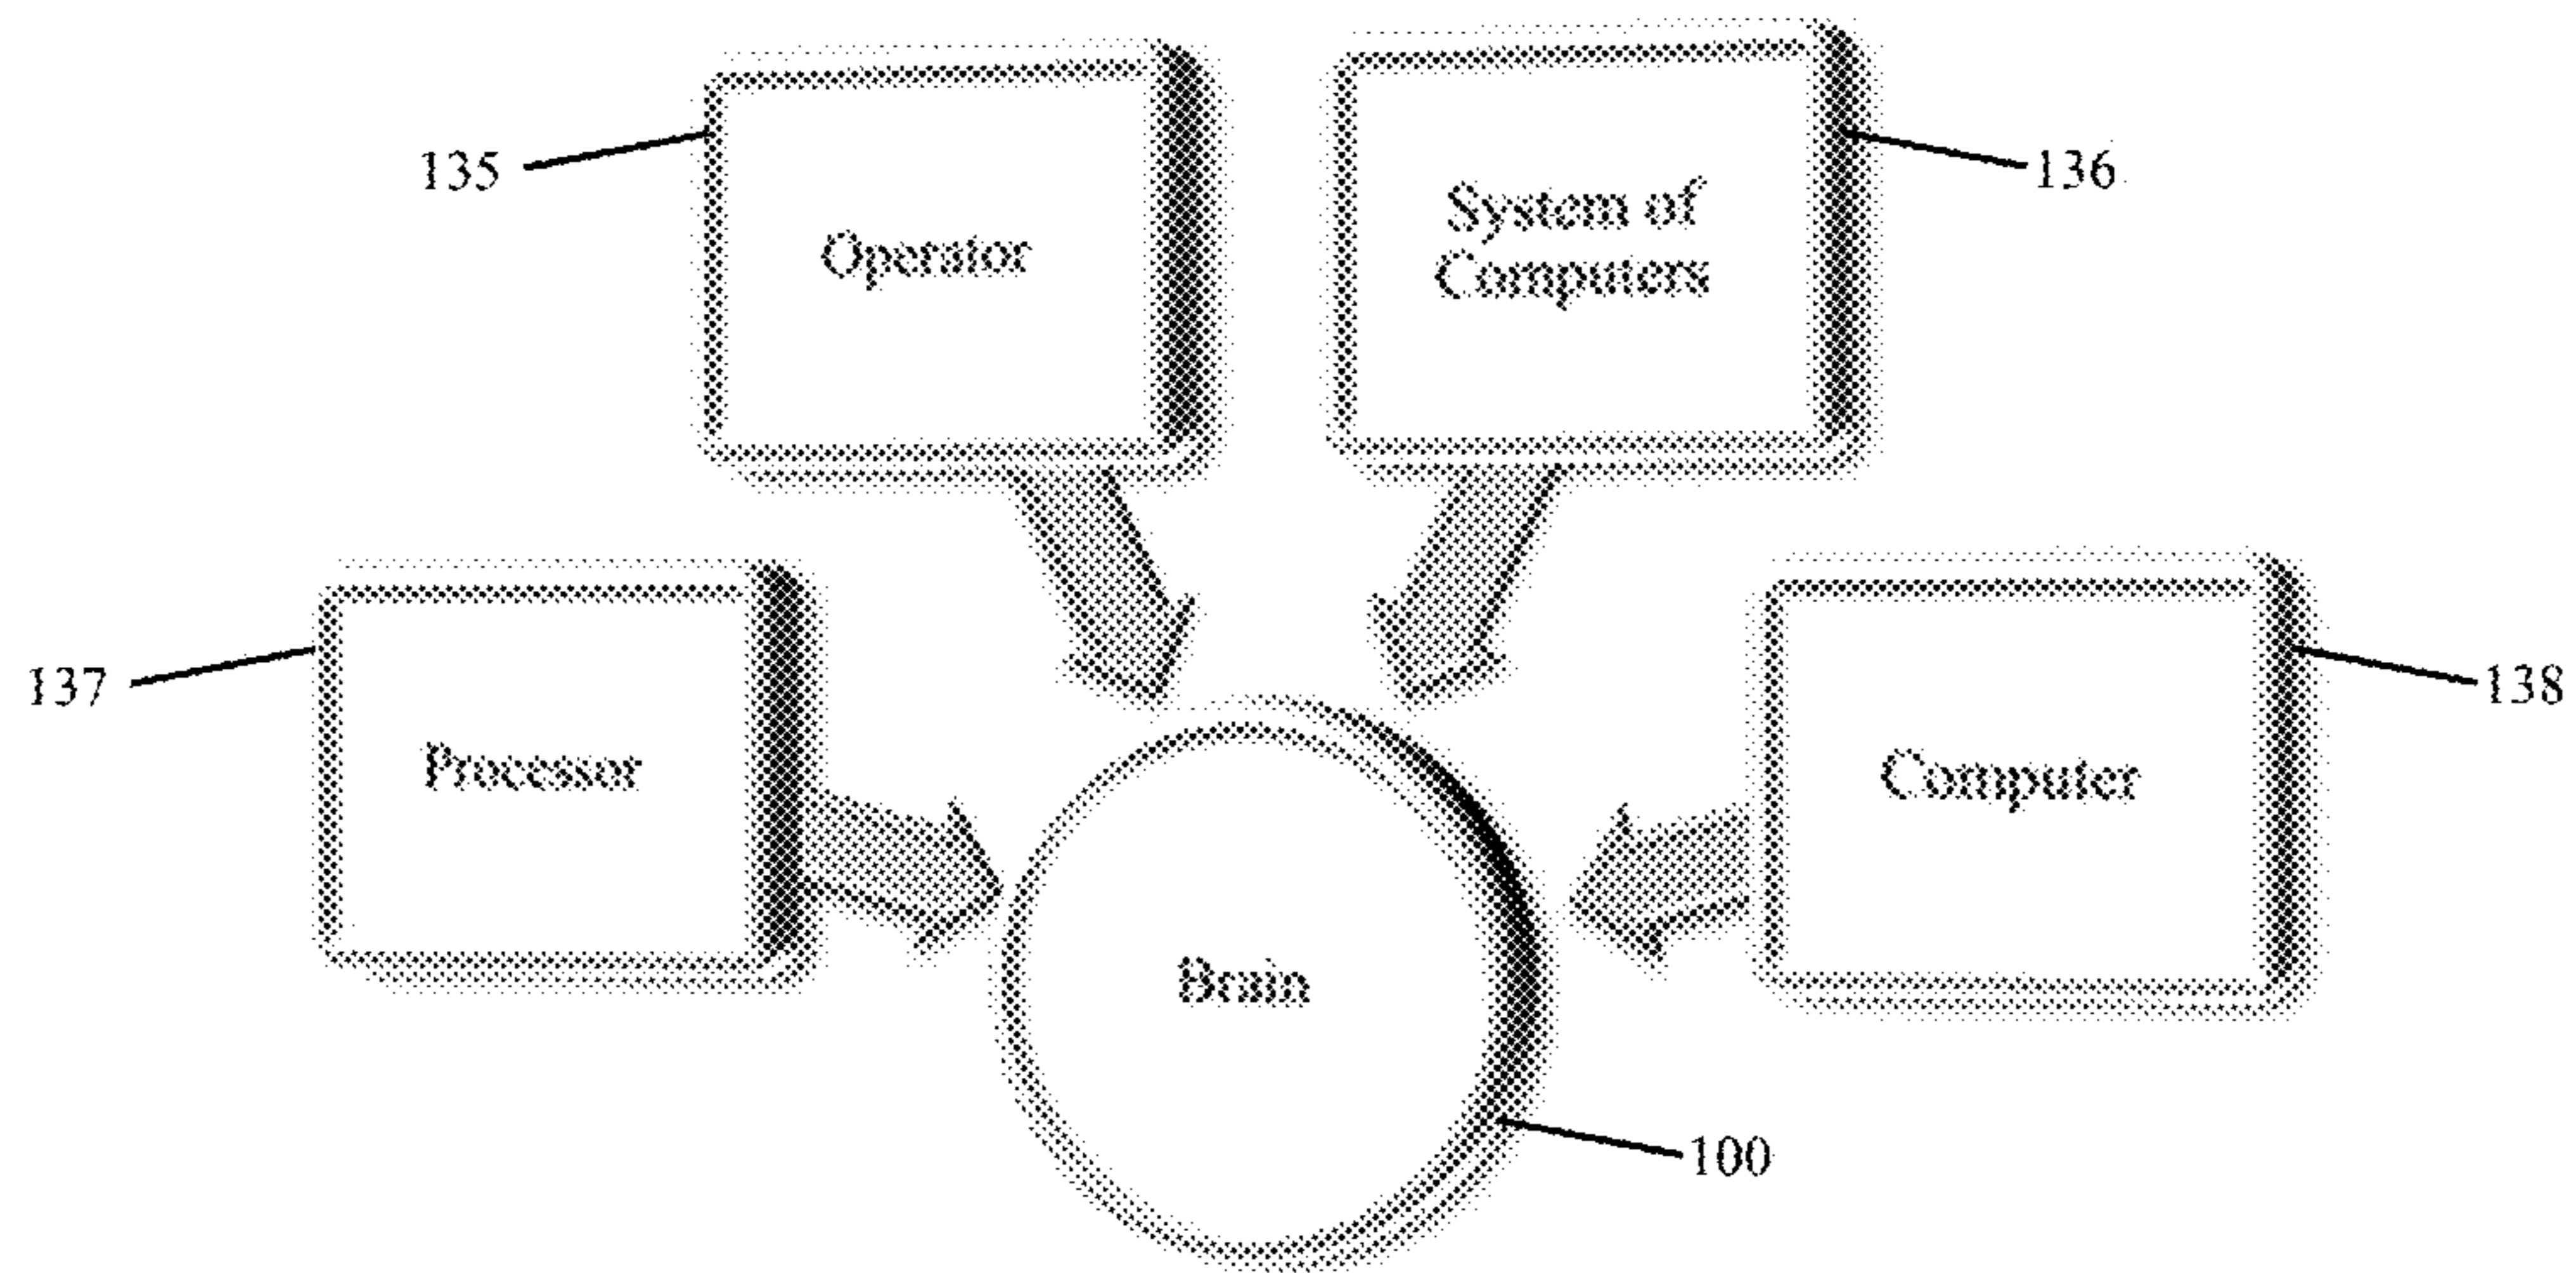 135
Operator
System of
Computers
136
137
Processor
Computer
138
Brain
100